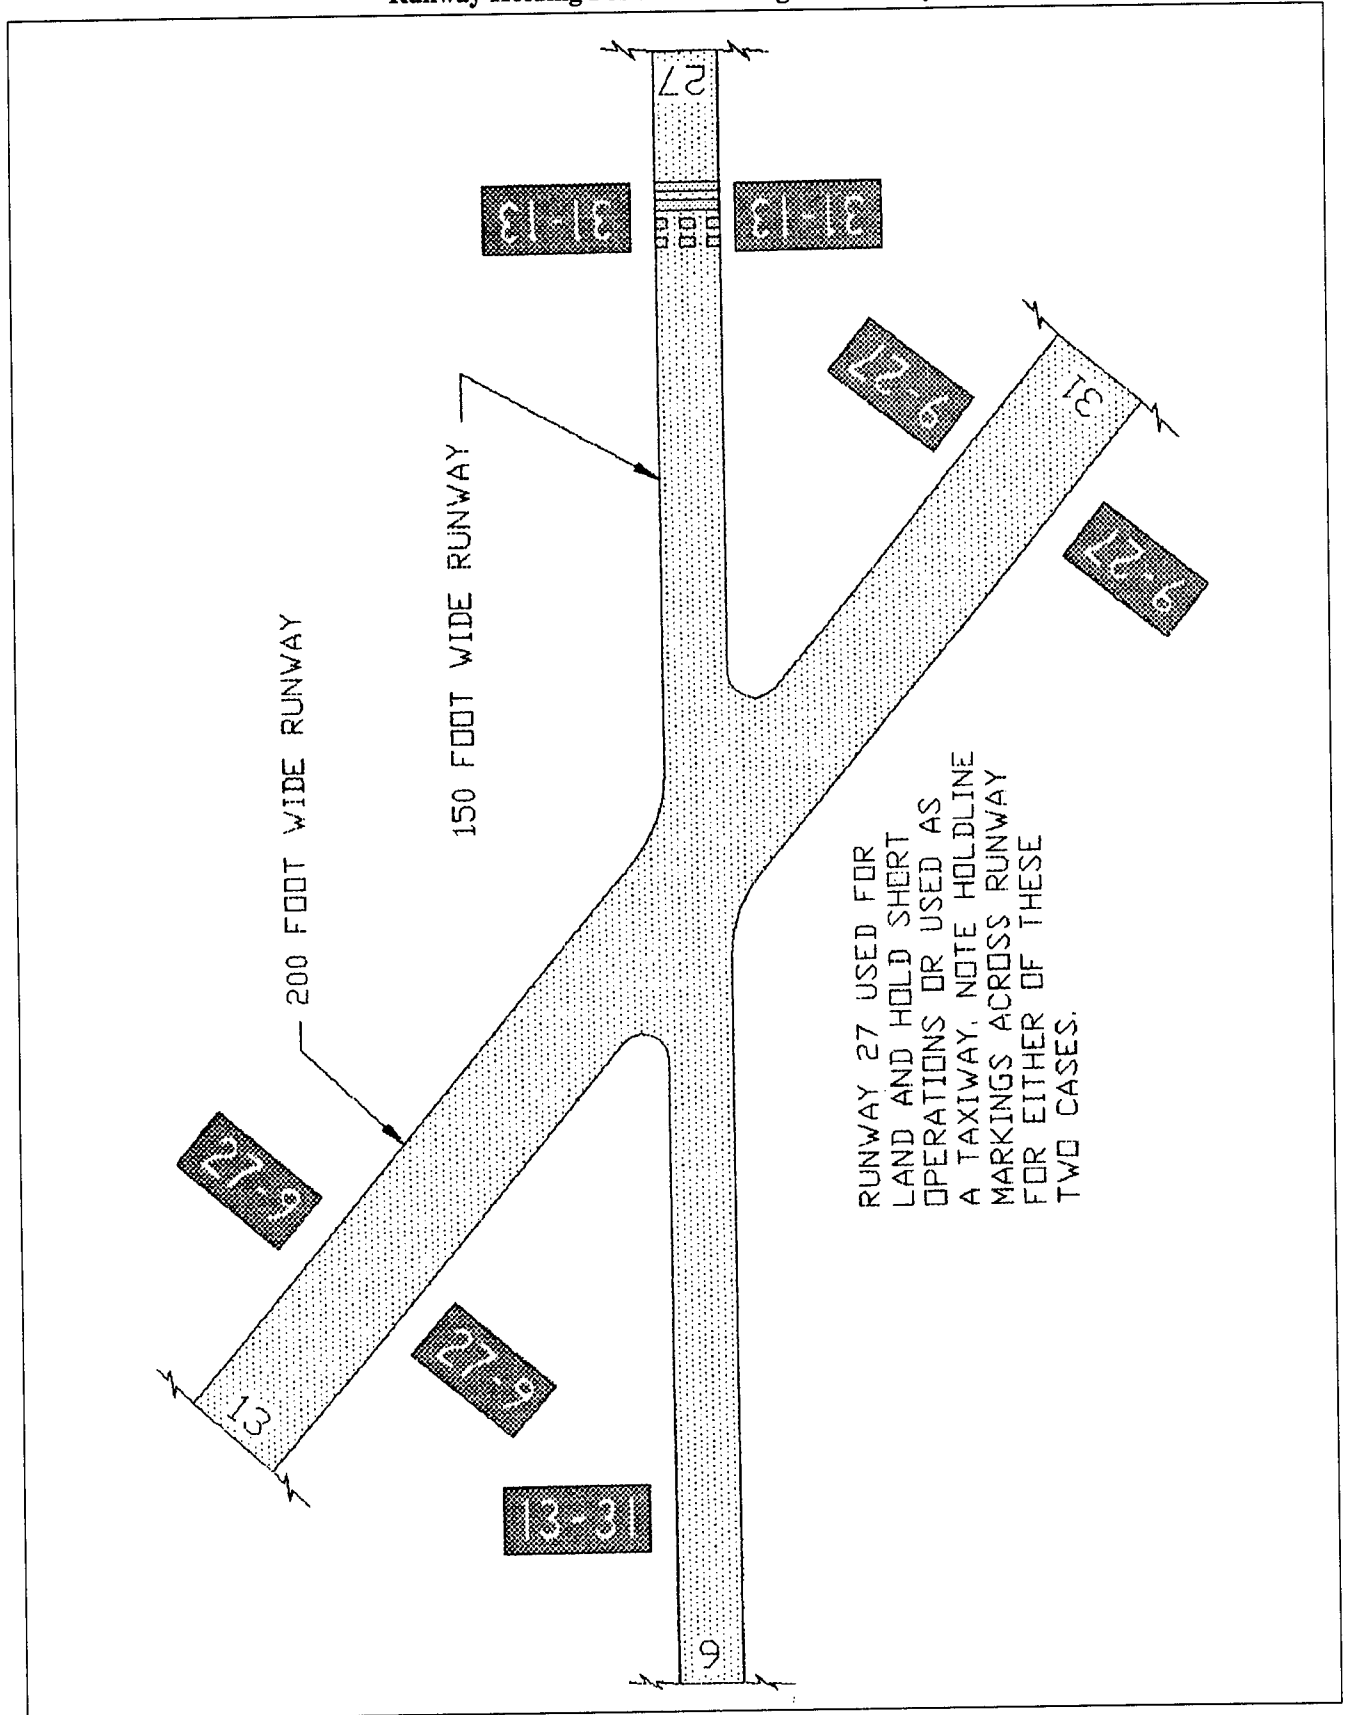 Runway Holding
27
31-13
31-13
9-27
31
9-27
150 FOOT WIDE RUNWAY
200 FOOT WIDE RUNWAY
RUNWAY 27 USED FOR
LAND AND HOLD SHORT
OPERATIONS OR USED AS
A TAXIWAY. NOTE HOLDLINE
MARKINGS ACROSS RUNWAY
FOR EITHER OF THESE
TWO CASES.
27-9
27-9
13
13-31
9